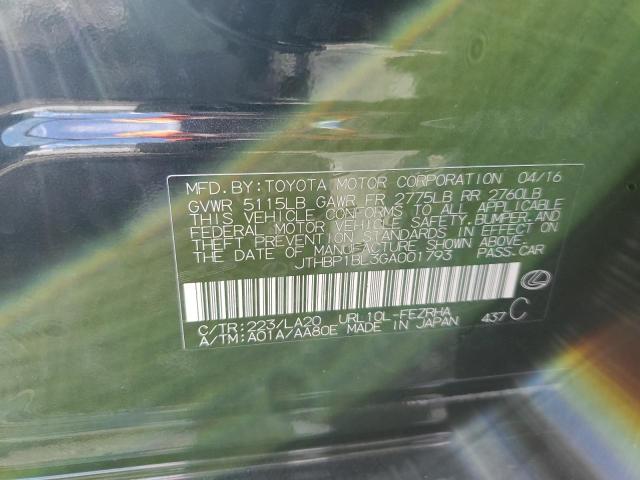 MFD. BY:TOYOTA MOTOR CORPORATION 04/16
GVWR 5115LB GAWR FR 2775LB RR 2760LB
THIS VEHICLE CONFORMS TO ALL APPLICABLE
FEDERAL MOTOR VEHICLE SAFETY, BUMPER, AND
THEFT PREVENTION STANDARDS IN EFFECT ON
THE DATE OF MANUFACTURE SHOWN ABOVE.
JTHBP1BL3GA001793 PASS.CAR
C/TR:223/LA20 URL10L-FEZRHA
A/TM:A01A/AA80E MADE IN JAPAN 437 C